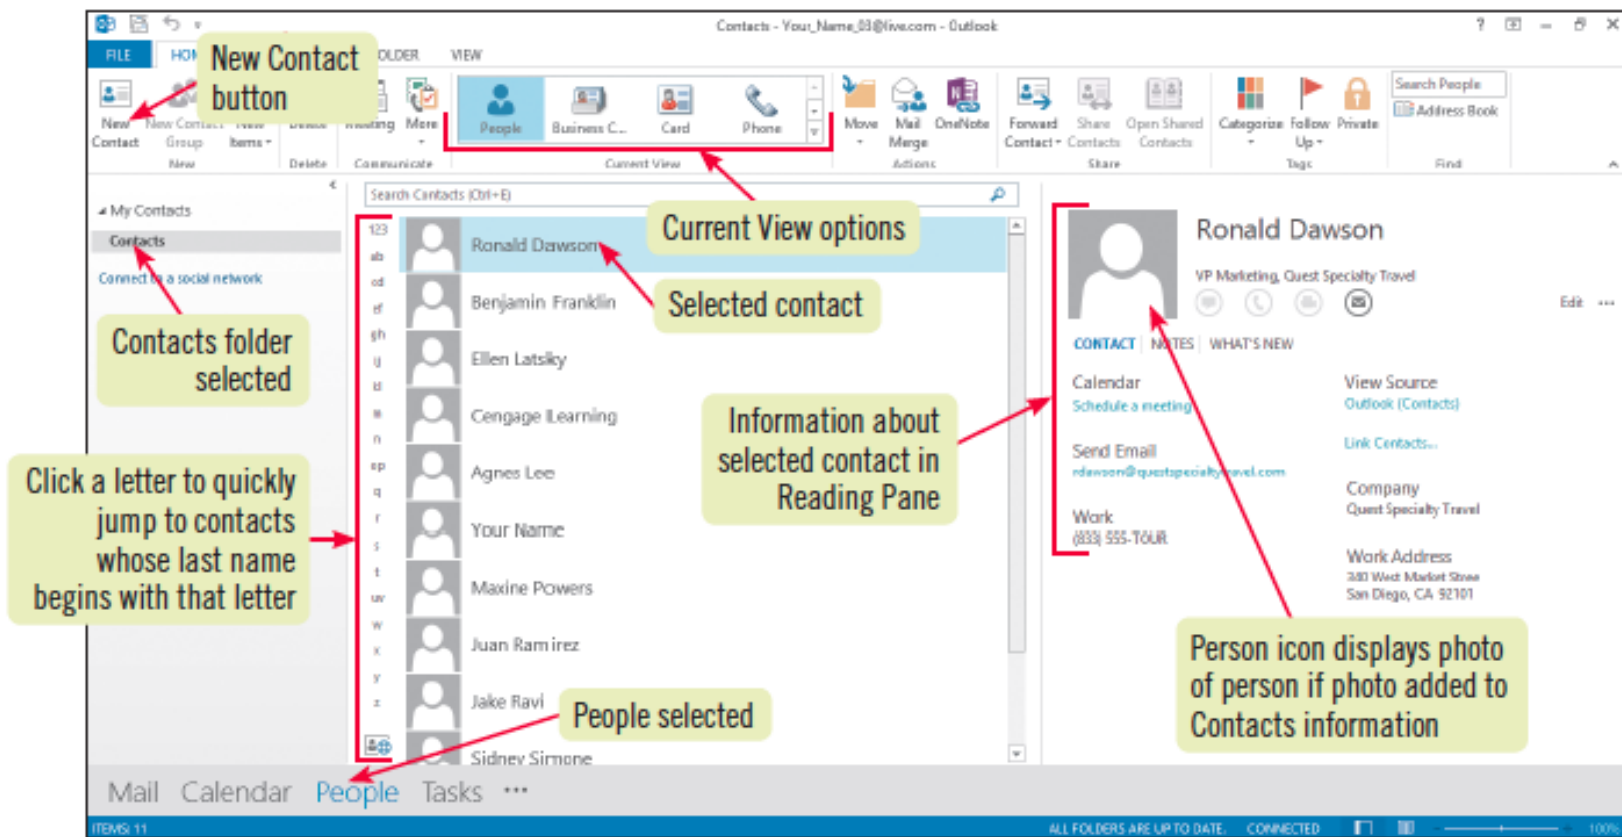 Contacts - Your_Name_03@live.com - Outlook
?
FILE
HOM
OLDER
VIEW
New Contact
button
New
Contact
New Contact
Group
New
Items
New
Delete
Delete
Meeting
More
Communicate
People
Business C...
Card
Phone
Current View
Move
Mail
Merge
OneNote
Actions
Forward
Contact
Share
Contacts
Open Shared
Contacts
Share
Categorize
Follow
Up
Private
Tags
Search People
Address Book
Find
My Contacts
Contacts
Connect to a social network
Contacts folder
selected
Click a letter to quickly
jump to contacts
whose last name
begins with that letter
Search Contacts (Ctrl+E)
123
ab
cd
ef
gh
ij
kl
m
n
op
q
r
s
t
uv
w
x
y
z
Ronald Dawson
Benjamin Franklin
Ellen Latsky
Cengage Learning
Agnes Lee
Your Name
Maxine Powers
Juan Ramirez
Jake Ravi
Sidney Simone
Current View options
Selected contact
Information about
selected contact in
Reading Pane
People selected
Ronald Dawson
VP Marketing, Quest Specialty Travel
Edit ...
CONTACT | NOTES | WHAT'S NEW
Calendar
Schedule a meeting
Send Email
rdawson@questspecialtytravel.com
Work
(833) 555-TOUR
View Source
Outlook (Contacts)
Link Contacts...
Company
Quest Specialty Travel
Work Address
340 West Market Street
San Diego, CA 92101
Person icon displays photo
of person if photo added to
Contacts information
Mail Calendar People Tasks ...
ITEMS: 11
ALL FOLDERS ARE UP TO DATE. CONNECTED
100%